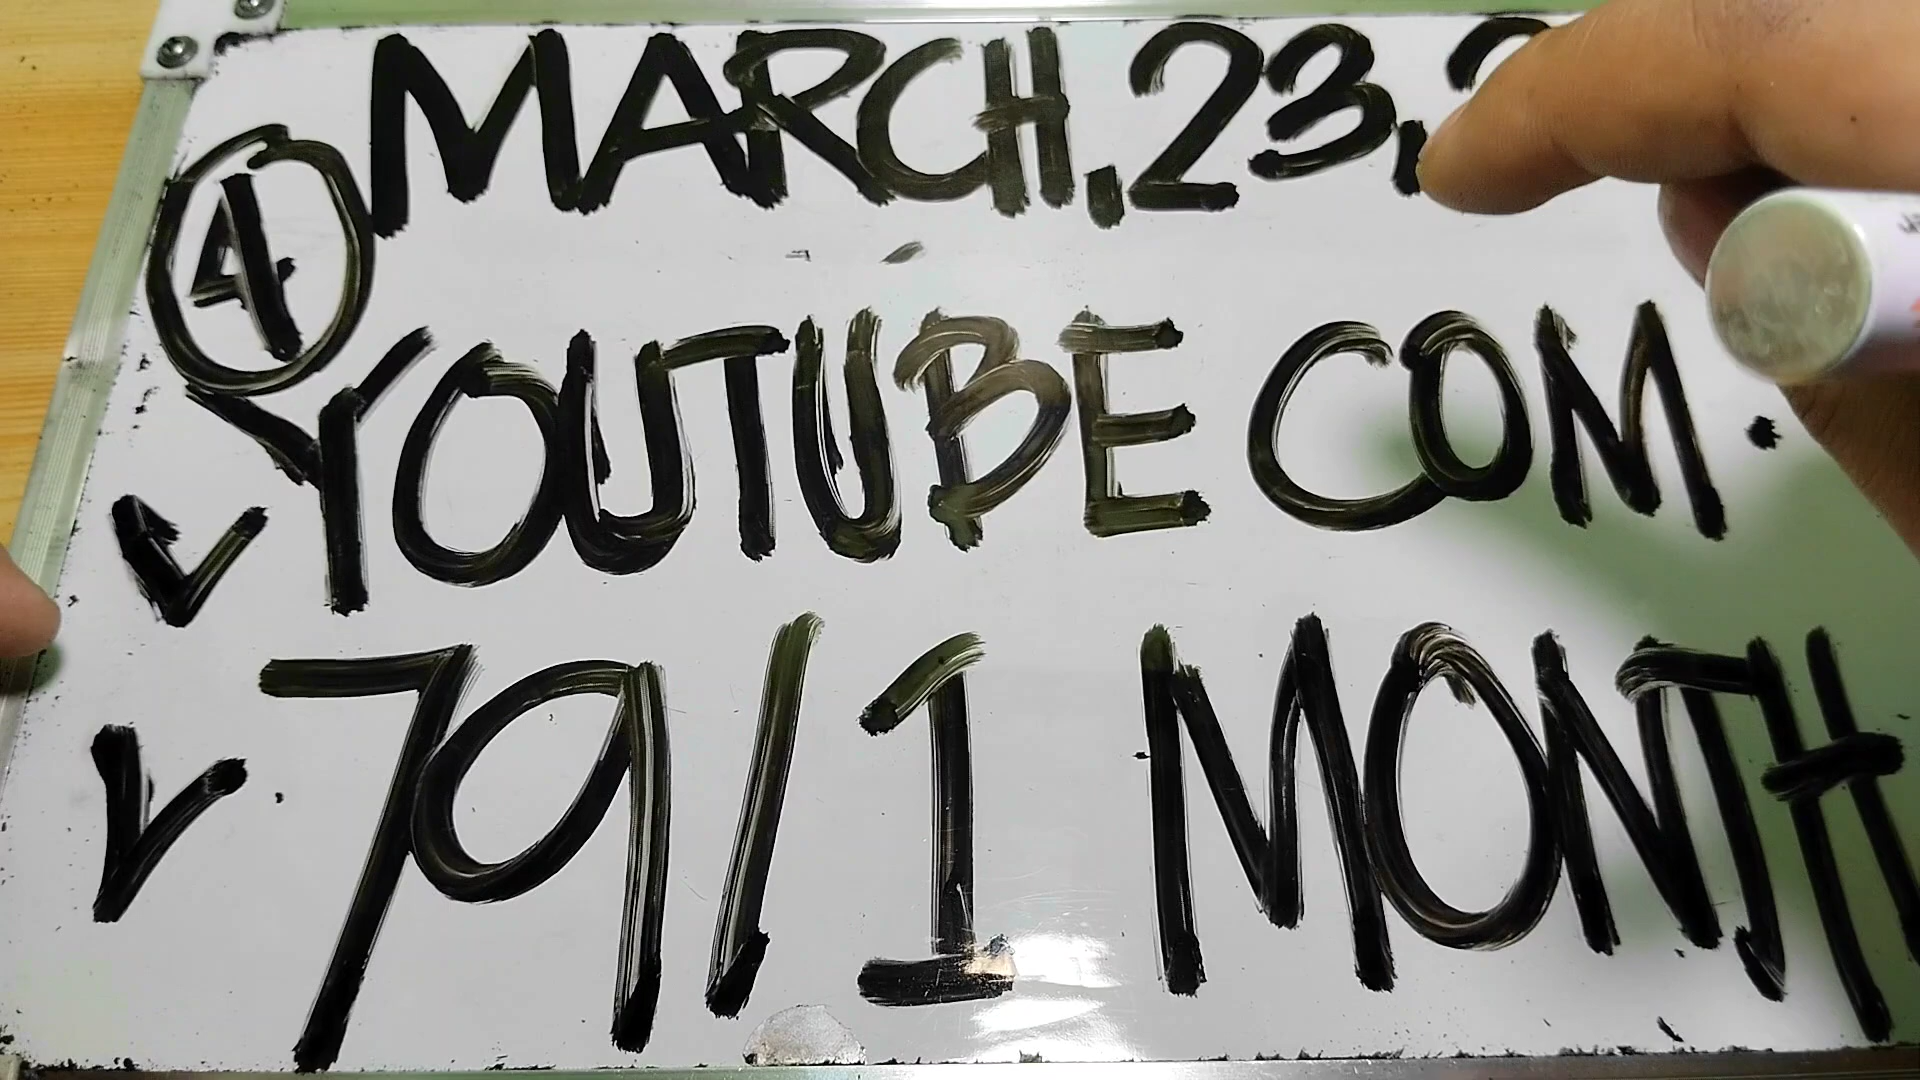 MARCH, 23,
④
YOUTUBE COM.
79/1 MONTH